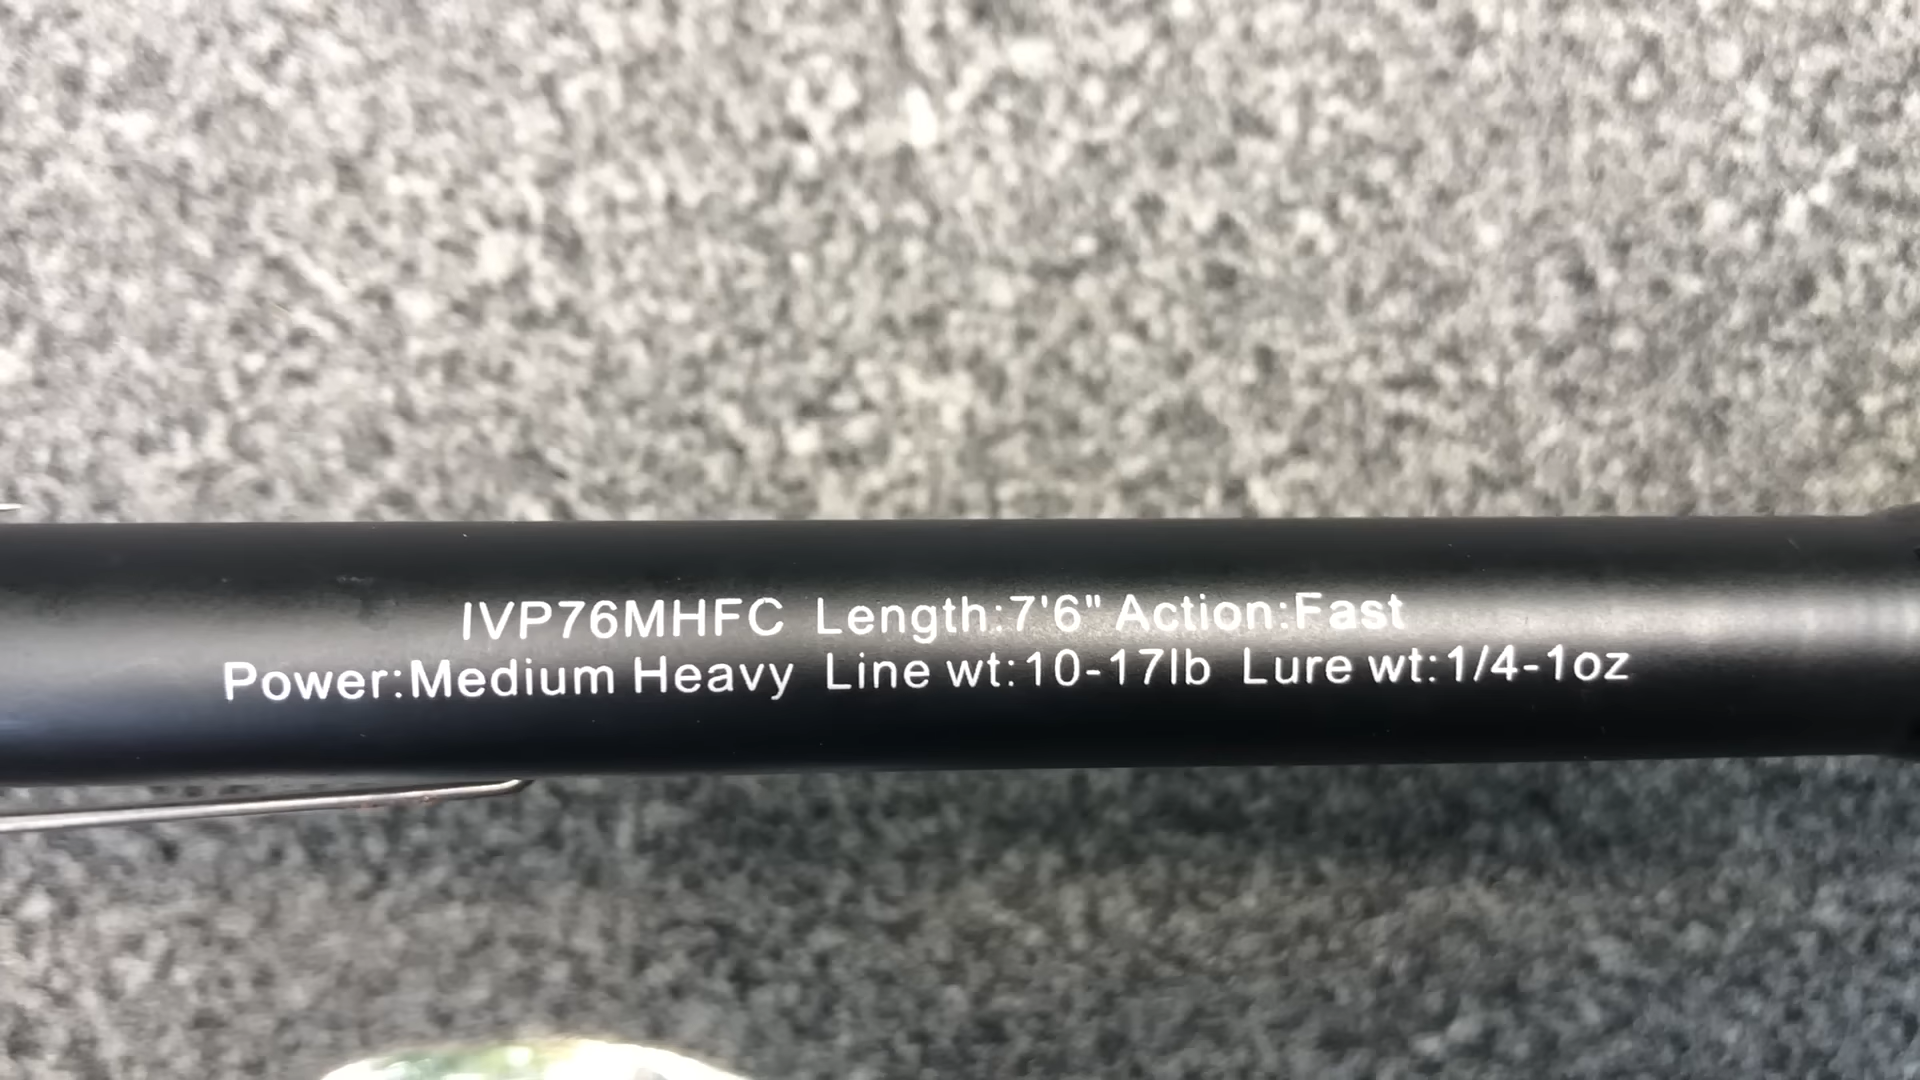 IVP76MHFC Length:7'6" Action:Fast
Power:Medium Heavy Line wt:10-17lb Lure wt:1/4-1oz